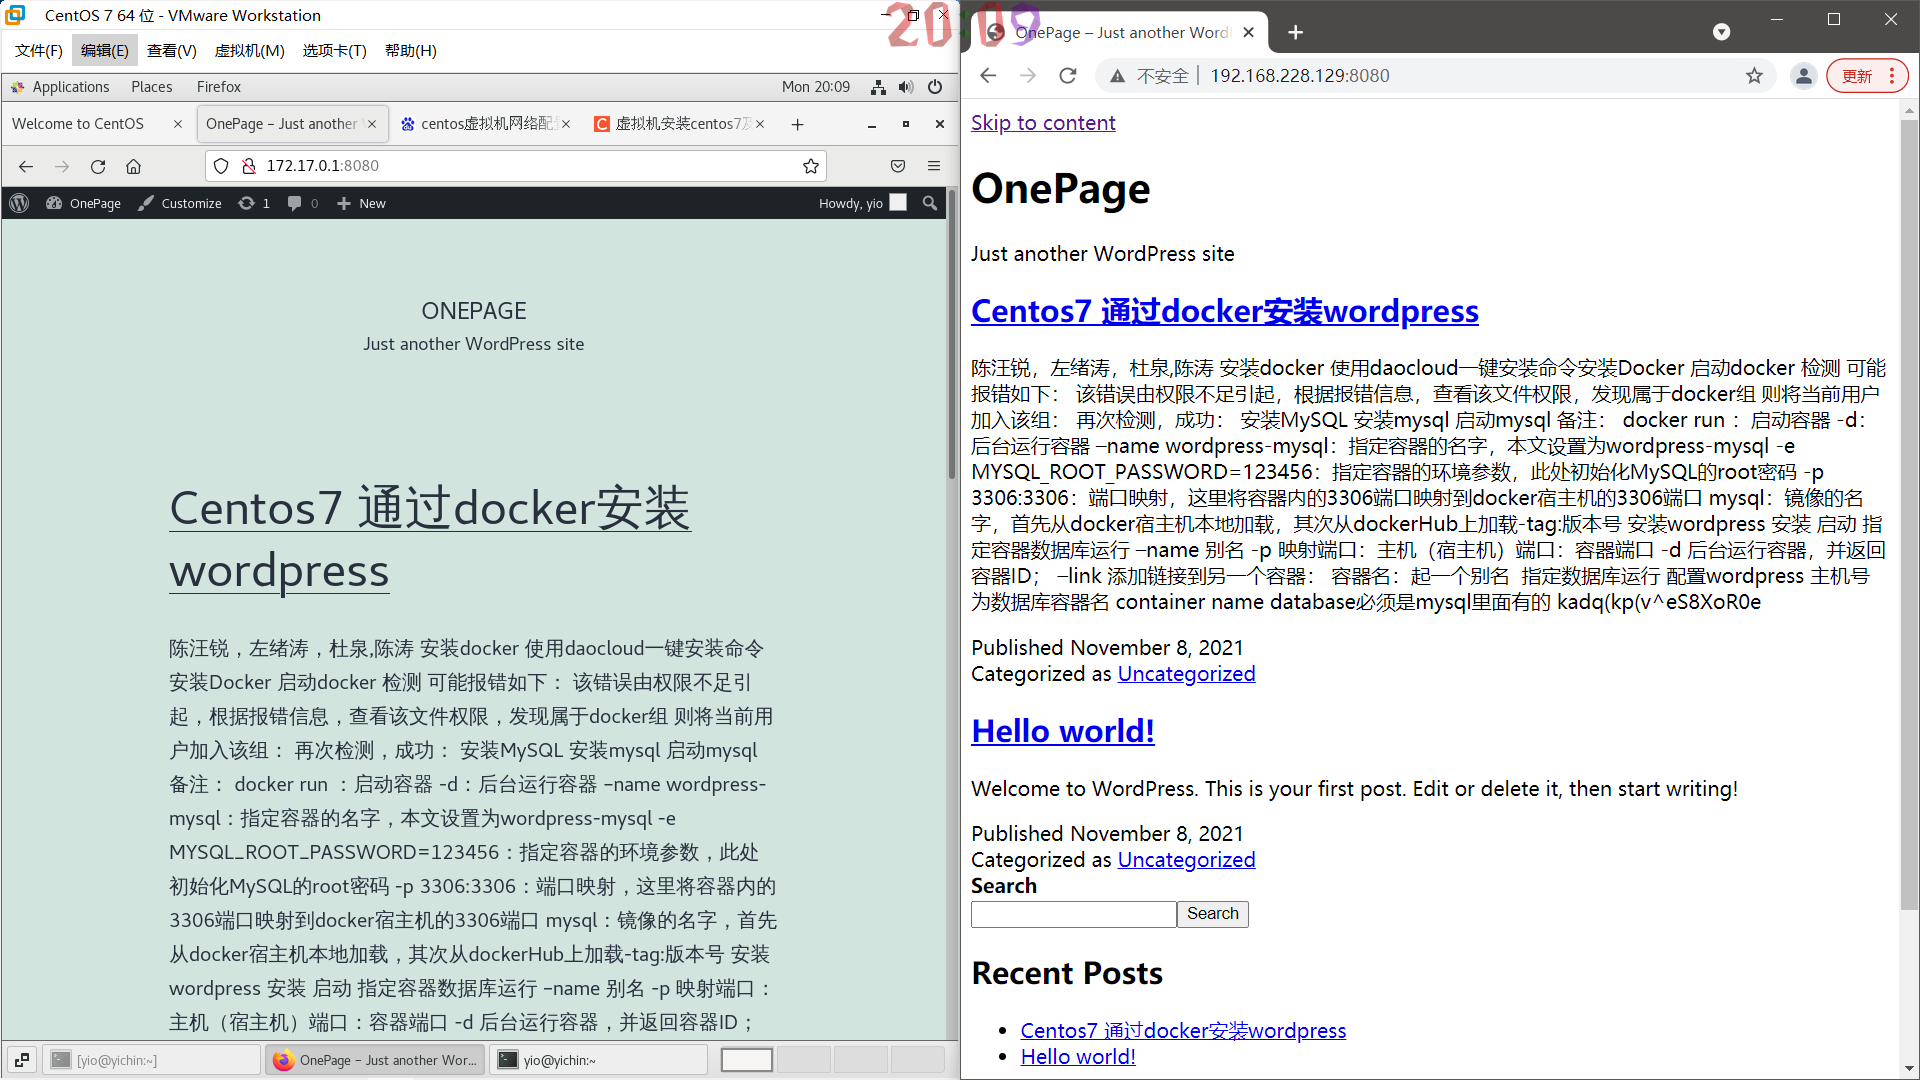 CentOS 7 64 位 - VMware Workstation
文件(F) 编辑(E) 查看(V) 虚拟机(M) 选项卡(T) 帮助(H)
20:09
Applications Places Firefox Mon 20:09
Welcome to CentOS OnePage – Just another centos虚拟机网络配 虚拟机安装centos7及
172.17.0.1:8080
OnePage Customize 1 0 New Howdy, yio
ONEPAGE
Just another WordPress site
Centos7 通过docker安装
wordpress
陈汪锐，左绪涛，杜泉,陈涛 安装docker 使用daocloud一键安装命令
安装Docker 启动docker 检测 可能报错如下： 该错误由权限不足引
起，根据报错信息，查看该文件权限，发现属于docker组 则将当前用
户加入该组： 再次检测，成功： 安装MySQL 安装mysql 启动mysql
备注： docker run ：启动容器 -d：后台运行容器 –name wordpress-
mysql：指定容器的名字，本文设置为wordpress-mysql -e
MYSQL_ROOT_PASSWORD=123456：指定容器的环境参数，此处
初始化MySQL的root密码 -p 3306:3306：端口映射，这里将容器内的
3306端口映射到docker宿主机的3306端口 mysql：镜像的名字，首先
从docker宿主机本地加载，其次从dockerHub上加载-tag:版本号 安装
wordpress 安装 启动 指定容器数据库运行 –name 别名 -p 映射端口：
主机（宿主机）端口：容器端口 -d 后台运行容器，并返回容器ID；
[yio@yichin:~] OnePage – Just another Wor... yio@yichin:~
OnePage – Just another Word
不安全 192.168.228.129:8080 更新
Skip to content
OnePage
Just another WordPress site
Centos7 通过docker安装wordpress
陈汪锐，左绪涛，杜泉,陈涛 安装docker 使用daocloud一键安装命令安装Docker 启动docker 检测 可能
报错如下： 该错误由权限不足引起，根据报错信息，查看该文件权限，发现属于docker组 则将当前用户
加入该组： 再次检测，成功： 安装MySQL 安装mysql 启动mysql 备注： docker run ：启动容器 -d：
后台运行容器 –name wordpress-mysql：指定容器的名字，本文设置为wordpress-mysql -e
MYSQL_ROOT_PASSWORD=123456：指定容器的环境参数，此处初始化MySQL的root密码 -p
3306:3306：端口映射，这里将容器内的3306端口映射到docker宿主机的3306端口 mysql：镜像的名
字，首先从docker宿主机本地加载，其次从dockerHub上加载-tag:版本号 安装wordpress 安装 启动 指
定容器数据库运行 –name 别名 -p 映射端口：主机（宿主机）端口：容器端口 -d 后台运行容器，并返回
容器ID； –link 添加链接到另一个容器： 容器名：起一个别名 指定数据库运行 配置wordpress 主机号
为数据库容器名 container name database必须是mysql里面有的 kadq(kp(v^eS8XoR0e
Published November 8, 2021
Categorized as Uncategorized
Hello world!
Welcome to WordPress. This is your first post. Edit or delete it, then start writing!
Published November 8, 2021
Categorized as Uncategorized
Search
Search
Recent Posts
Centos7 通过docker安装wordpress
Hello world!